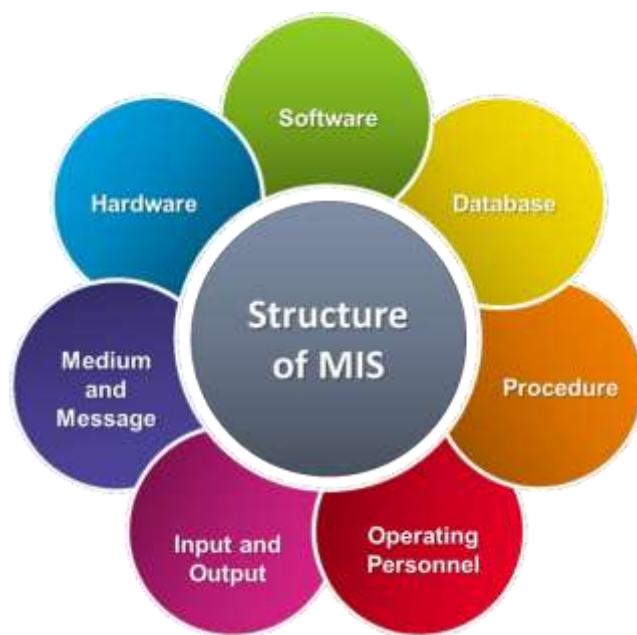 Software
Hardware
Database
Structure
of MIS
Medium
and
Message
Procedure
Input and
Output
Operating
Personnel